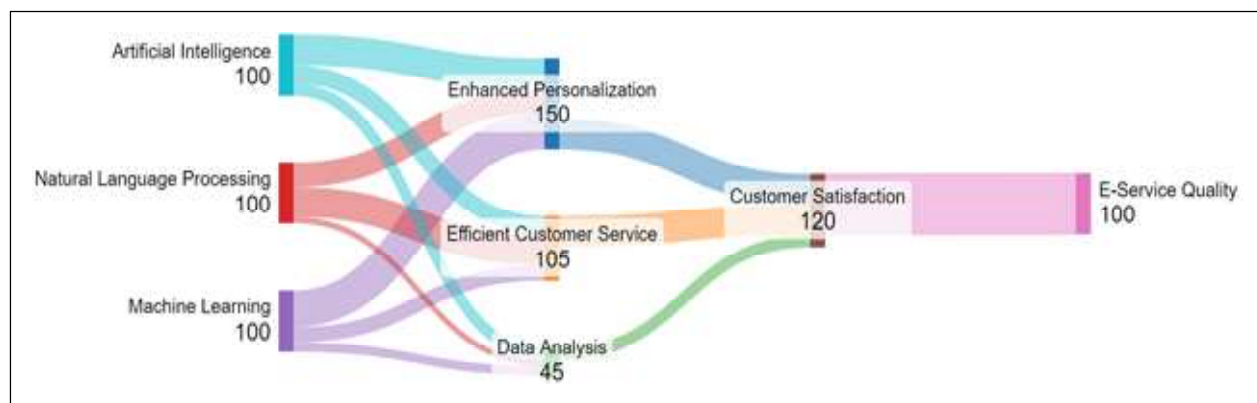 Artificial Intelligence
100
Natural Language Processing
100
Machine Learning
100
Enhanced Personalization
150
Efficient Customer Service
105
Data Analysis
45
Customer Satisfaction
120
E-Service Quality
100